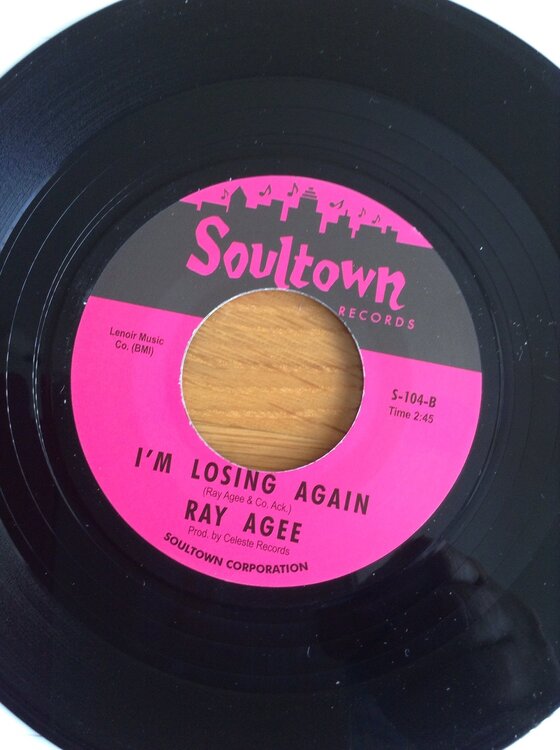 Soultown
RECORDS
Lenoir Music
Co. (BMI)
S-104-B
Time 2:45
I'M LOSING AGAIN
(Ray Agee & Co. Ack.)
RAY AGEE
Prod. by Celeste Records
SOULTOWN CORPORATION